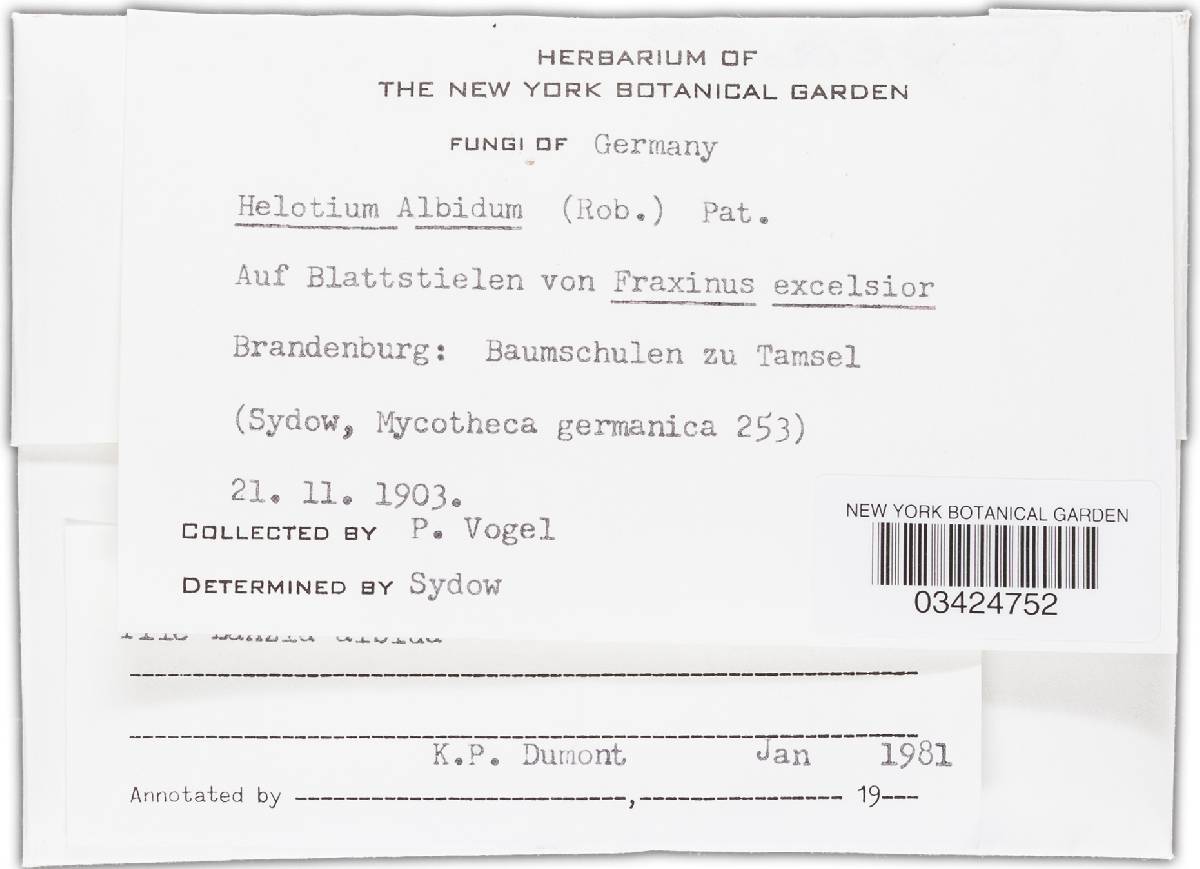 HERBARIUM OF
THE NEW YORK BOTANICAL GARDEN
FUNGI OF Germany
Helotium Albidum (Rob.) Pat.
Auf Blattstielen von Fraxinus excelsior
Brandenburg: Baumschulen zu Tamsel
(Sydow, Mycotheca germanica 253)
21. 11. 1903.
COLLECTED BY P. Vogel
DETERMINED BY Sydow
NEW YORK BOTANICAL GARDEN
03424752
K.P. Dumont Jan 1981
Annotated by , 19